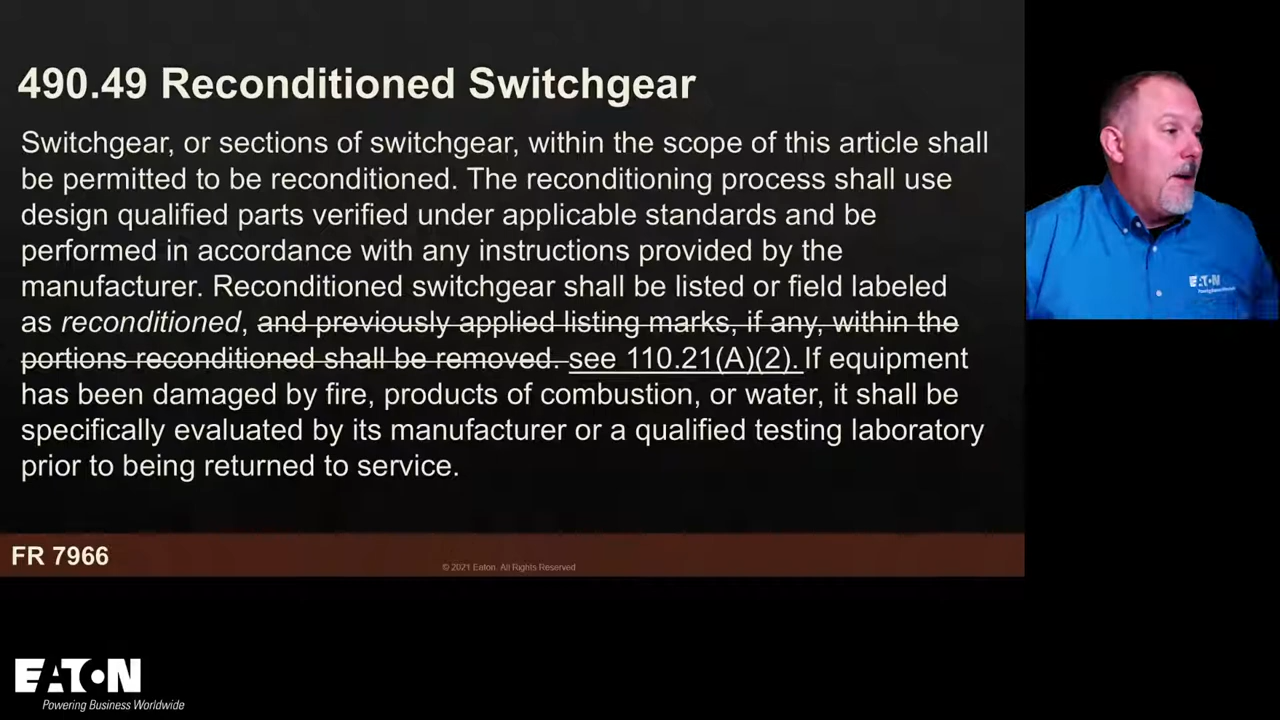 490.49 Reconditioned Switchgear
Switchgear, or sections of switchgear, within the scope of this article shall
be permitted to be reconditioned. The reconditioning process shall use
design qualified parts verified under applicable standards and be
performed in accordance with any instructions provided by the
manufacturer. Reconditioned switchgear shall be listed or field labeled
as reconditioned, and previously applied listing marks, if any, within the
portions reconditioned shall be removed. see 110.21(A)(2). If equipment
has been damaged by fire, products of combustion, or water, it shall be
specifically evaluated by its manufacturer or a qualified testing laboratory
prior to being returned to service.
FR 7966
© 2021 Eaton. All Rights Reserved
EATON
EATON
Powering Business Worldwide